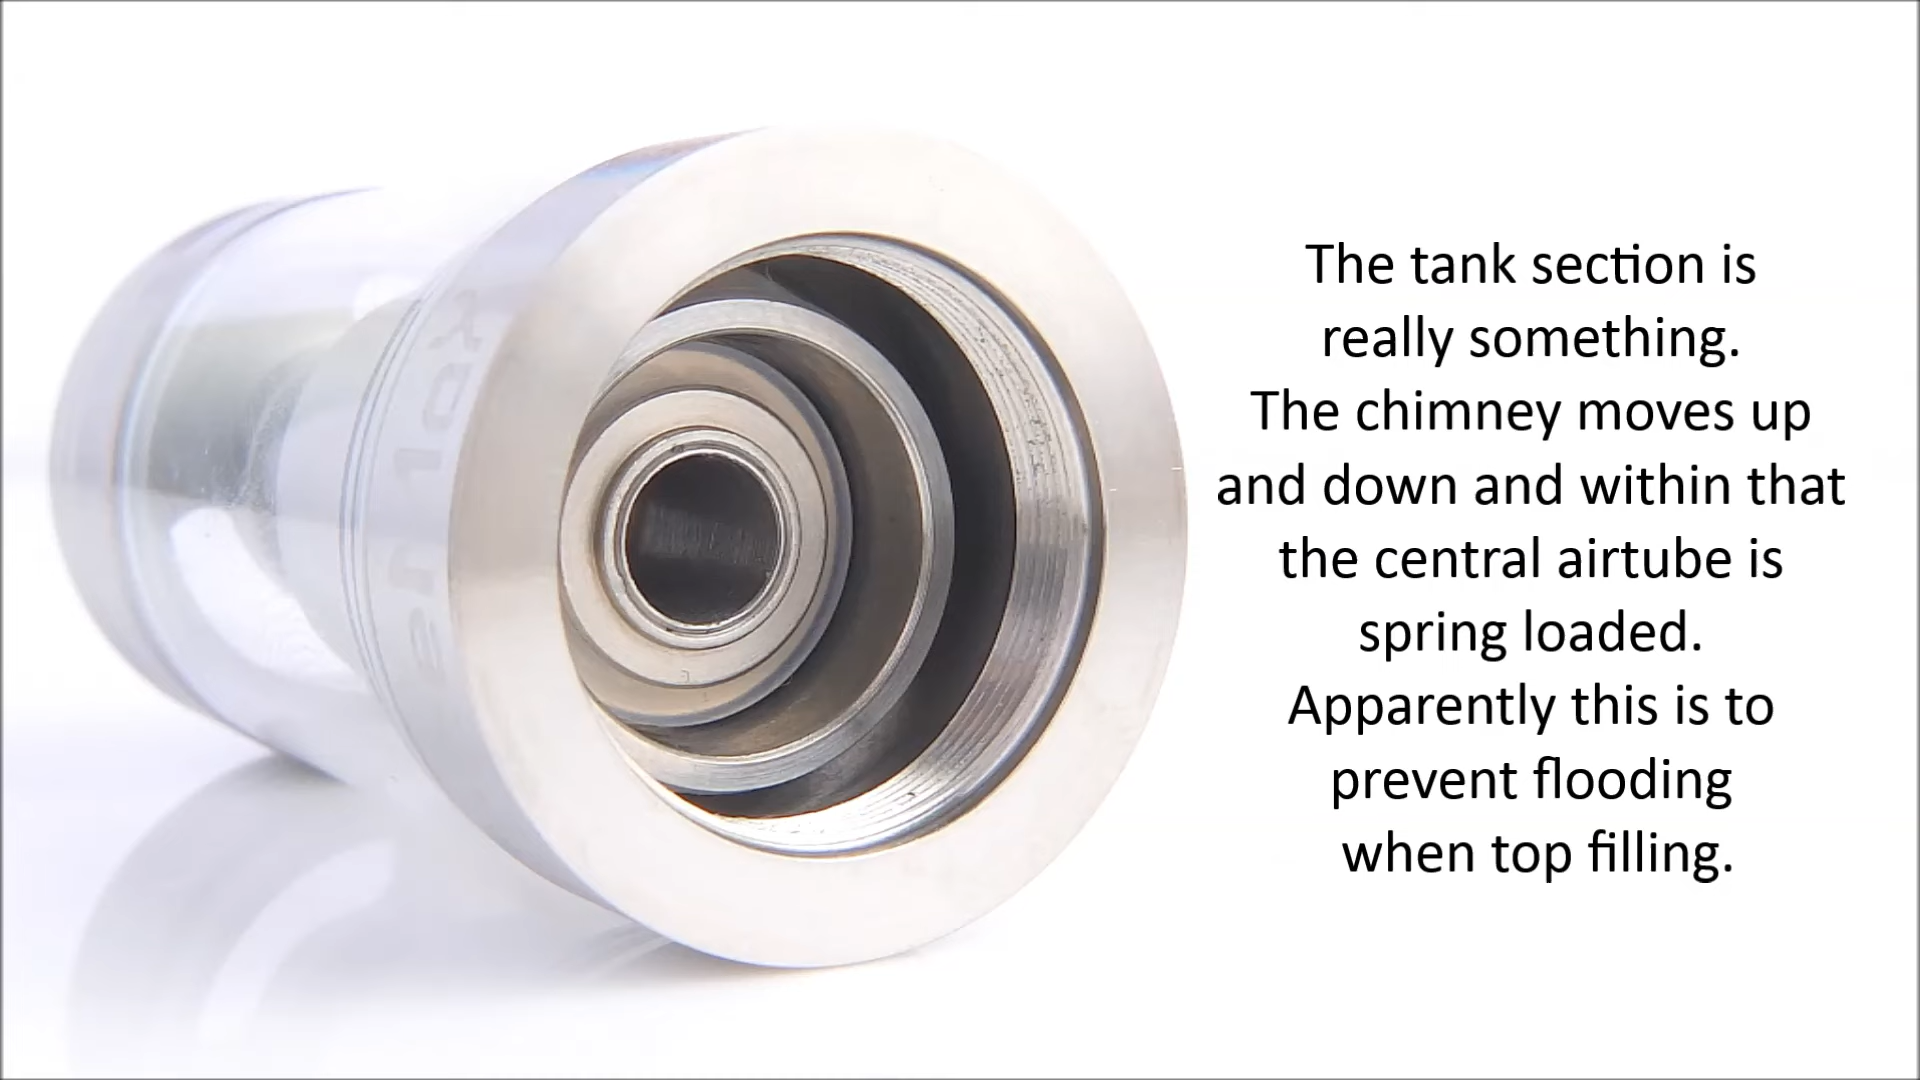 The tank section is
really something.
The chimney moves up
and down and within that
the central airtube is
spring loaded.
Apparently this is to
prevent flooding
when top filling.